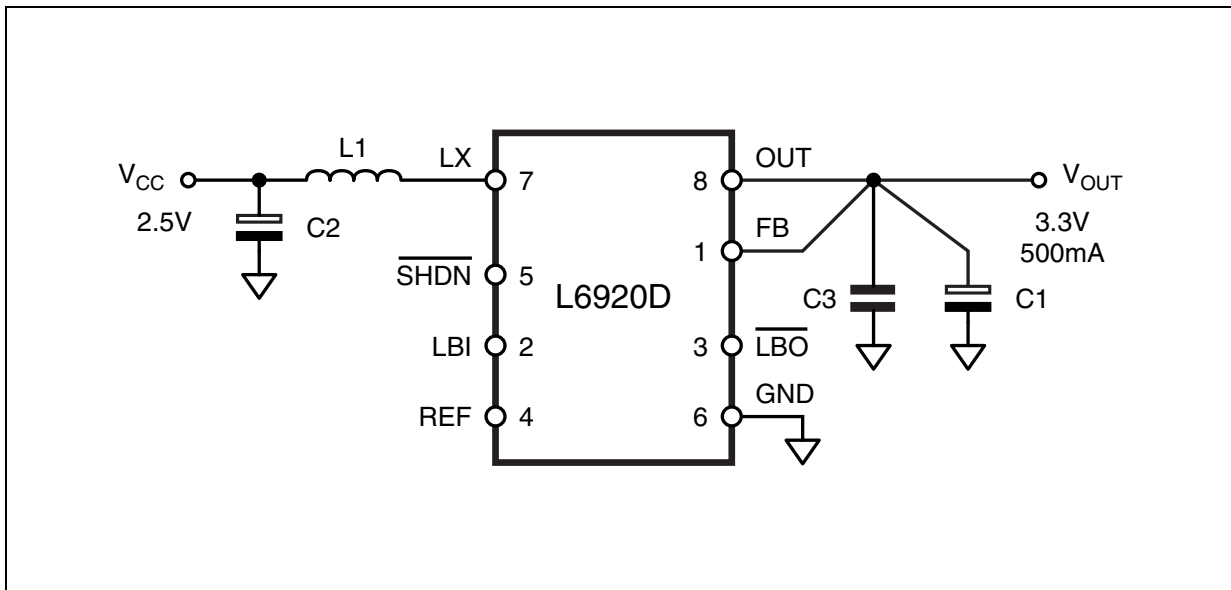 L1
LX
V_CC
7
2.5V
C2
SHDN
5
LBI
2
REF
4
L6920D
OUT
8
V_OUT
FB
1
3.3V
500mA
C3
C1
3
LBO
GND
6